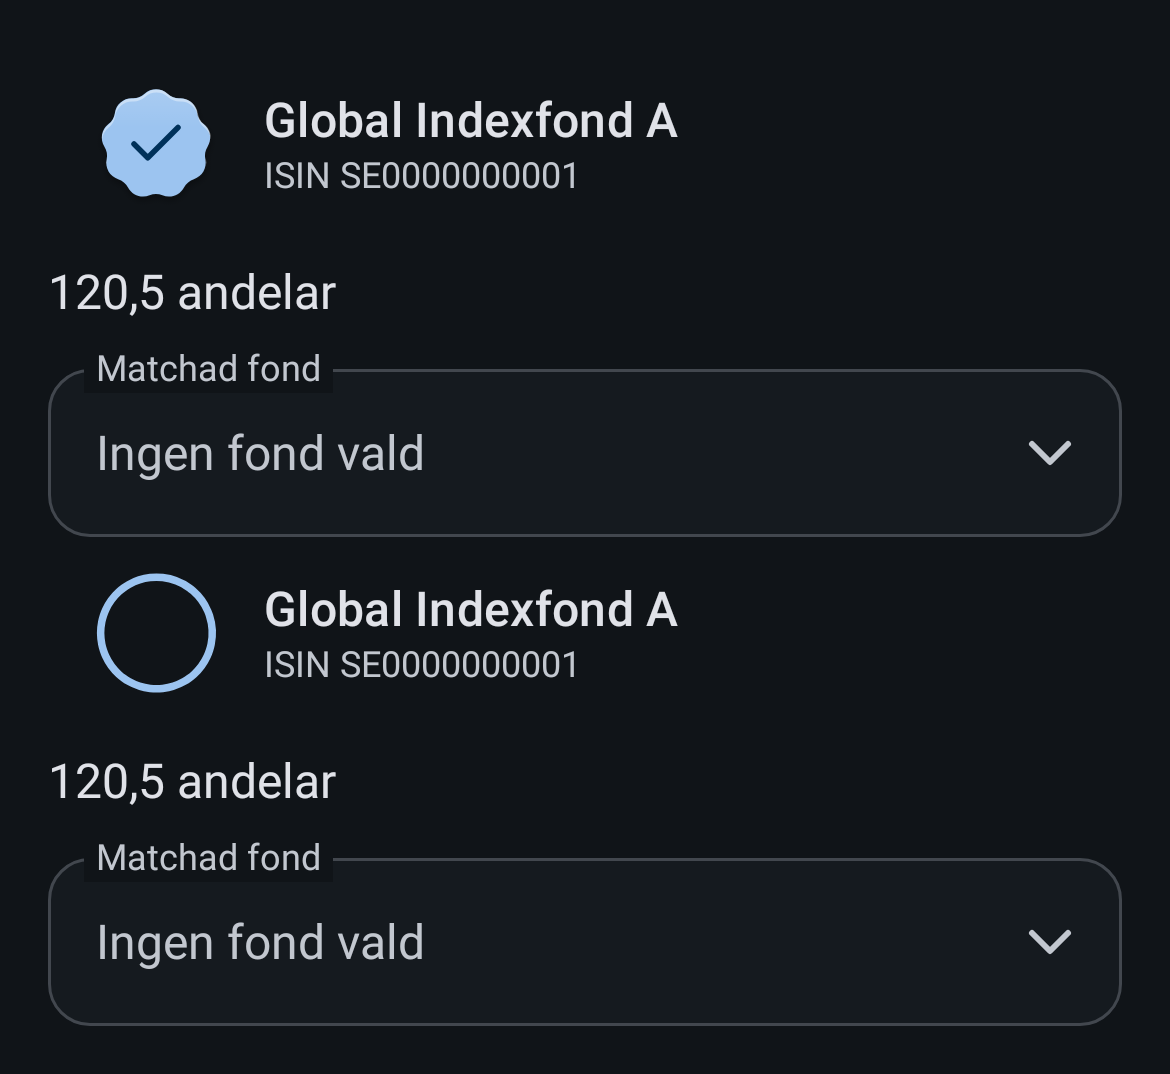 Global Indexfond A
ISIN SE0000000001
120,5 andelar
Matchad fond
Ingen fond vald
Global Indexfond A
ISIN SE0000000001
120,5 andelar
Matchad fond
Ingen fond vald